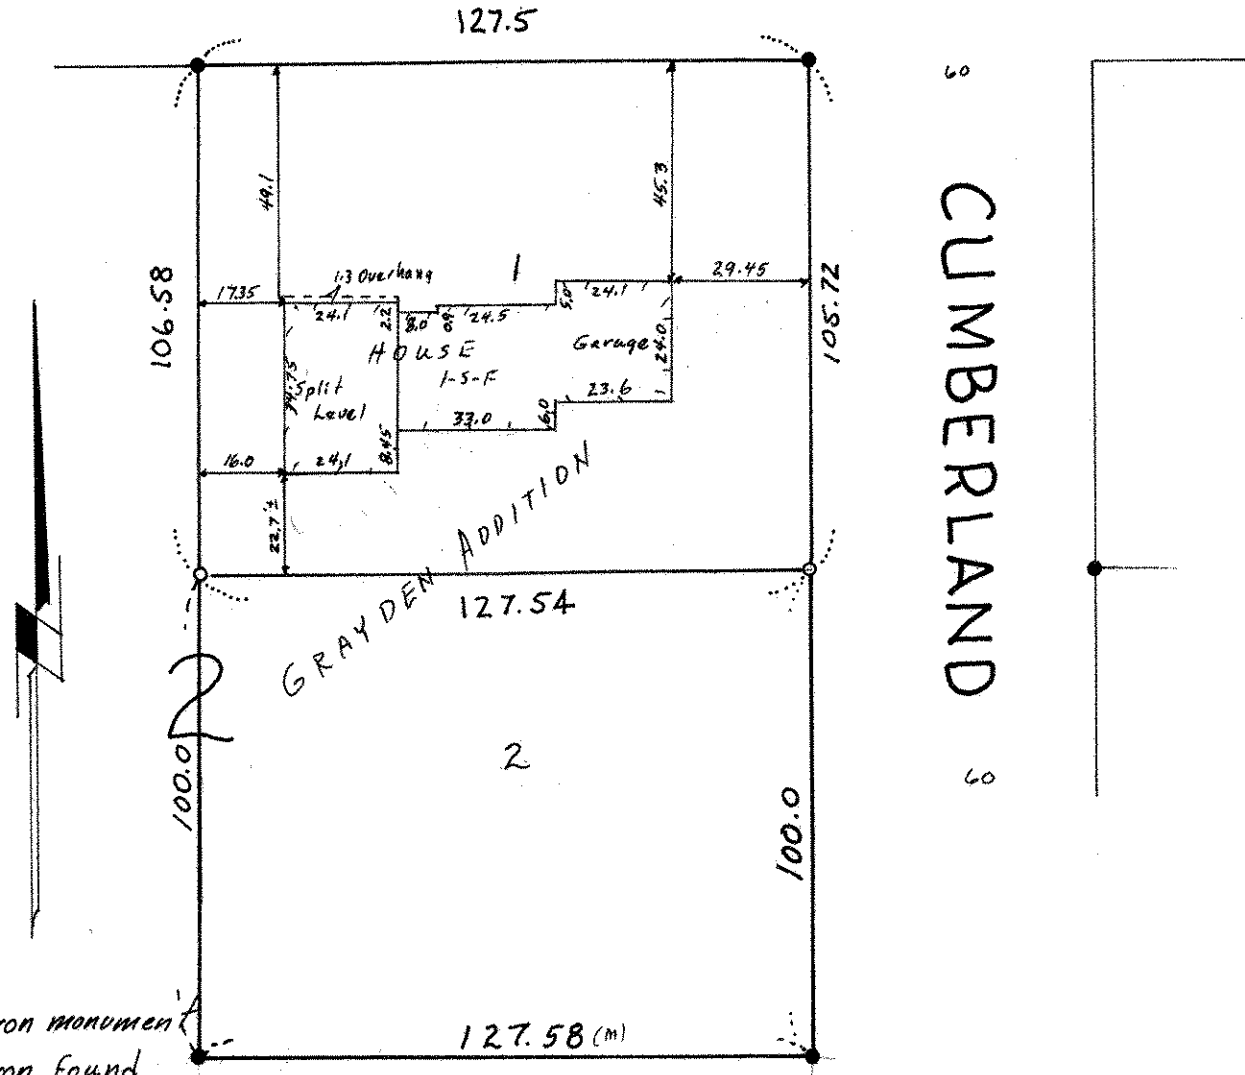 127.5
60
49.1
45.3
CUMBERLAND
106.58
1.3 Overhang
1
29.45
105.72
17.35
24.1
2.2
8.0
0.9
24.5
5.0
24.1
HOUSE
Garage
24.0
1-S-F
Split
Level
23.6
33.0
6.0
8.45
16.0
24.1
22.7'±
127.54
GRAYDEN ADDITION
2
100.0
2
100.0
60
ron monument
on found
127.58 (m)